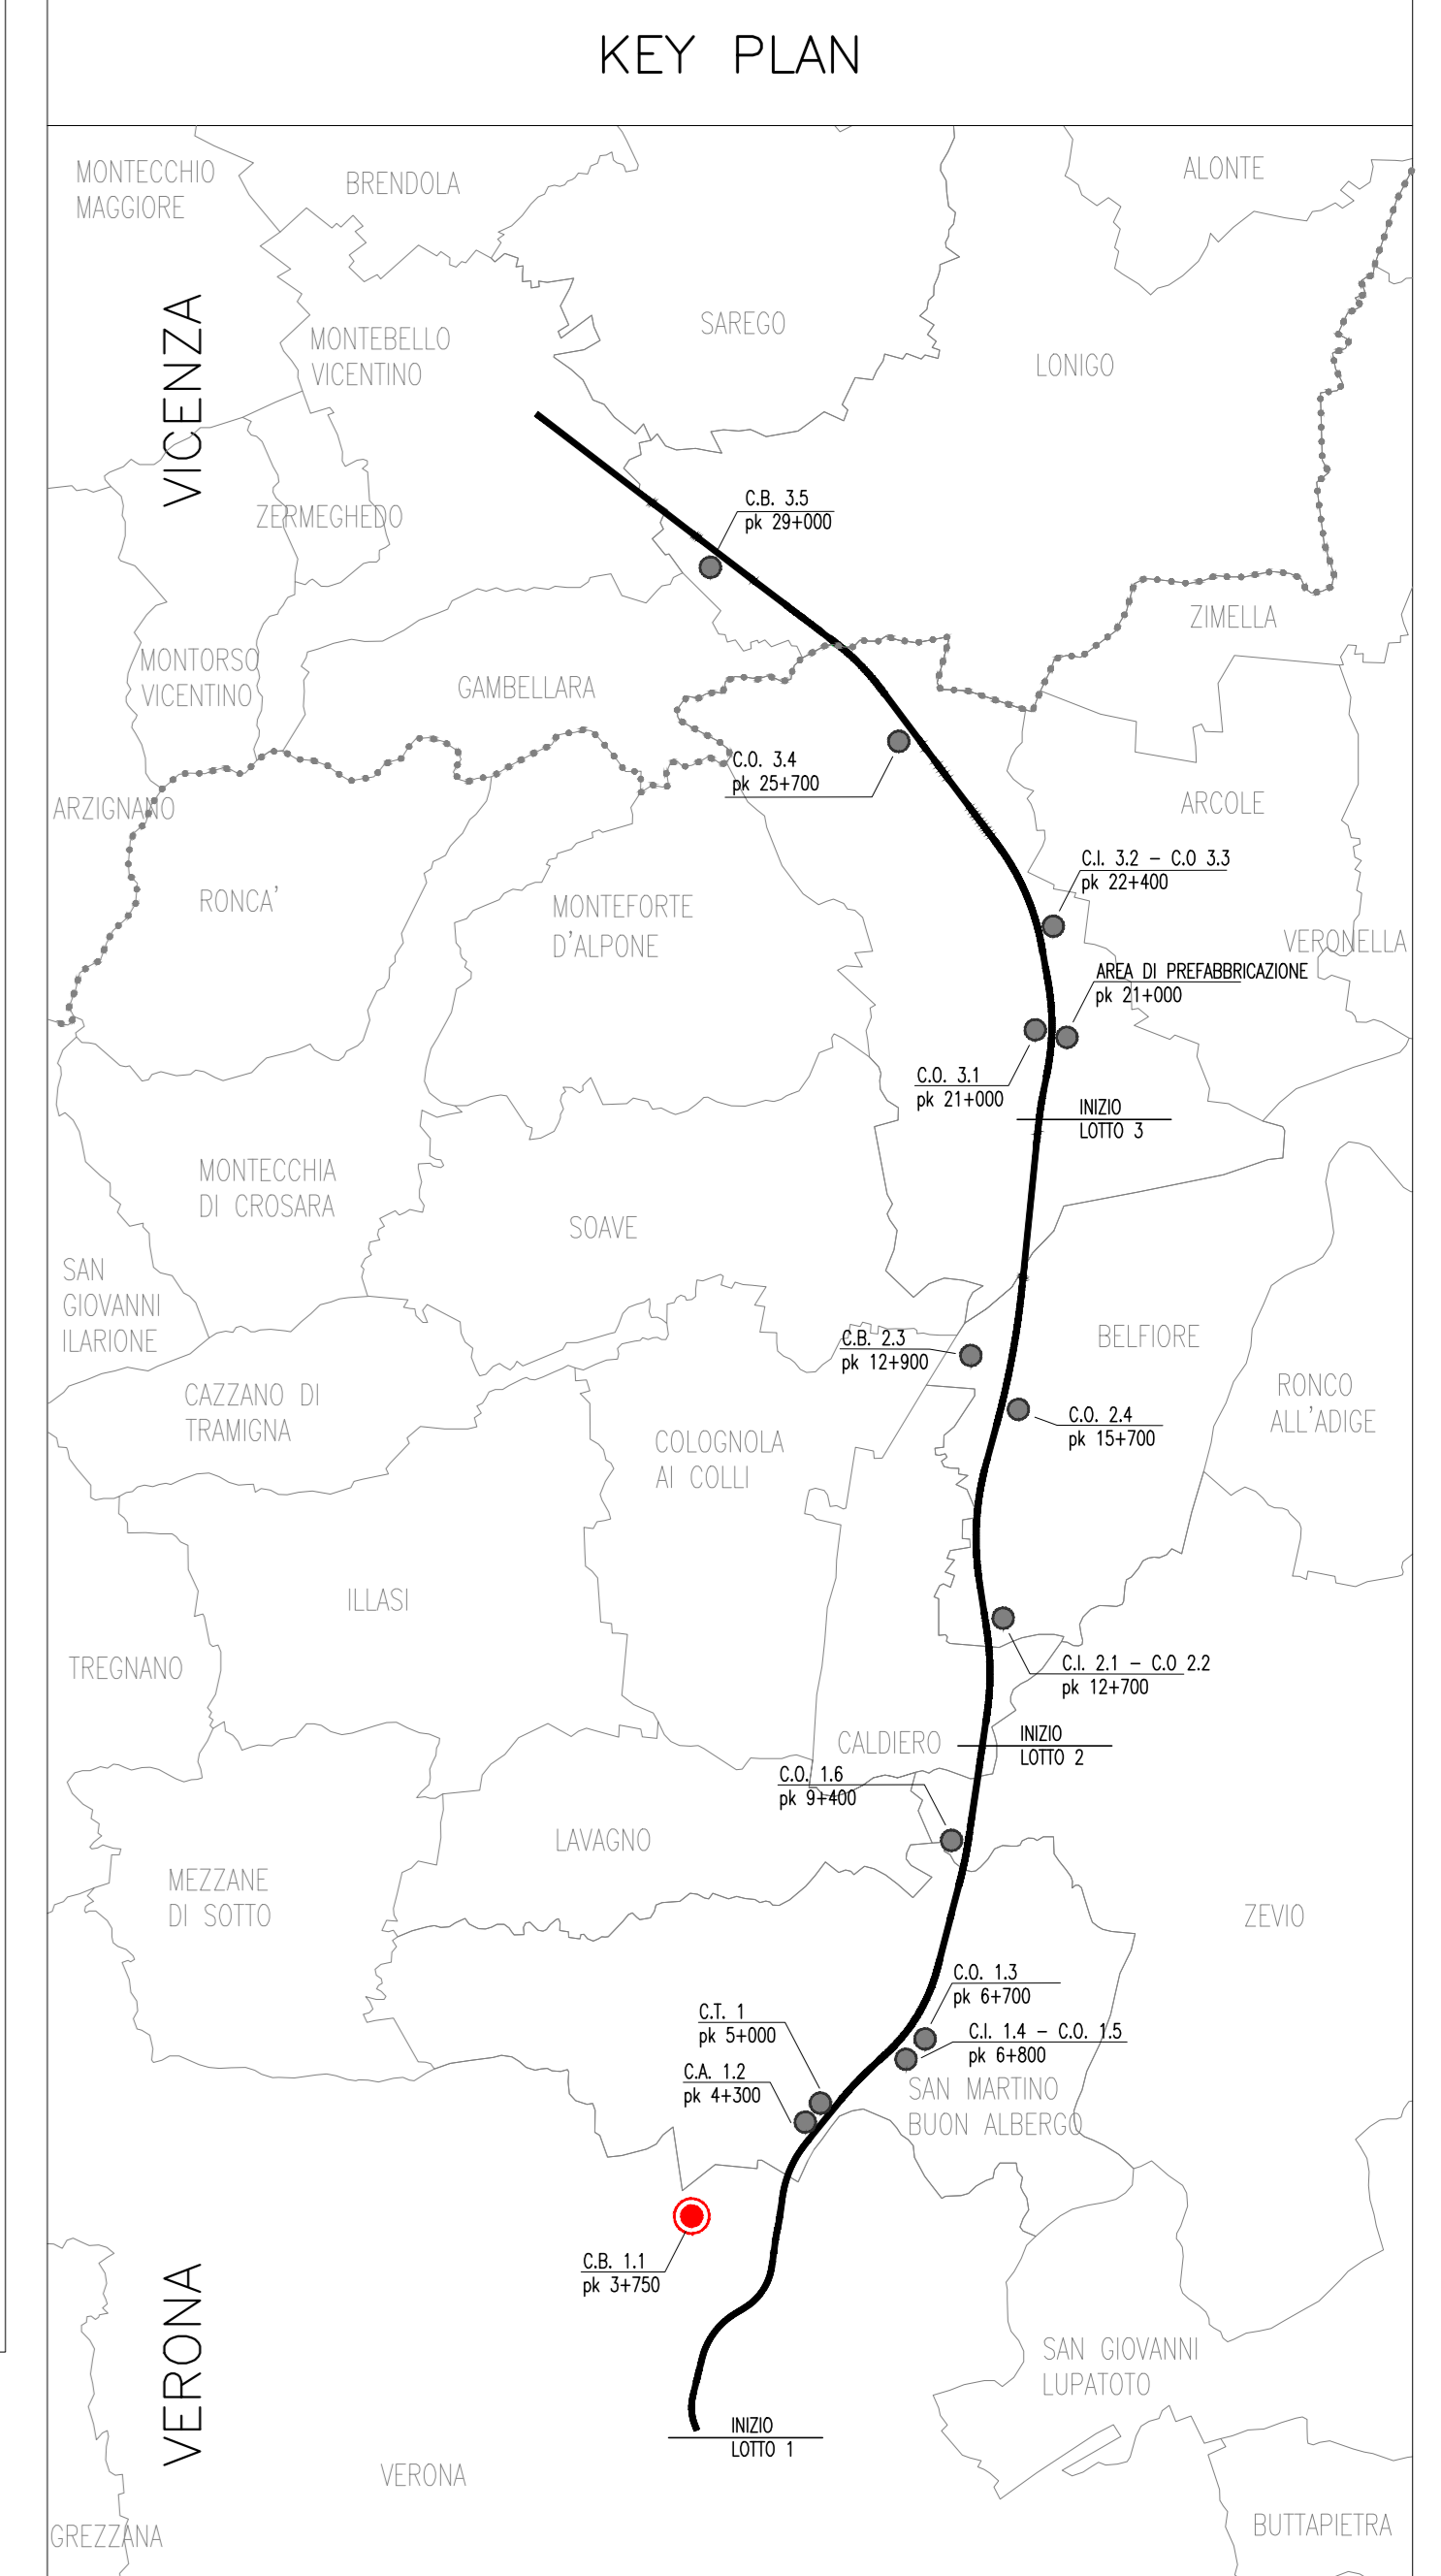 KEY PLAN
MONTECCHIO
MAGGIORE
BRENDOLA
ALONTE
VICENZA
SAREGO
MONTEBELLO
VICENTINO
LONIGO
C.B. 3.5
pk 29+000
ZERMEGHEDO
ZIMELLA
MONTORSO
VICENTINO
GAMBELLARA
C.O. 3.4
pk 25+700
ARZIGNANO
ARCOLE
C.I. 3.2 – C.O 3.3
pk 22+400
RONCA'
MONTEFORTE
D'ALPONE
VERONELLA
AREA DI PREFABBRICAZIONE
pk 21+000
C.O. 3.1
pk 21+000
INIZIO
LOTTO 3
MONTECCHIA
DI CROSARA
SOAVE
SAN
GIOVANNI
ILARIONE
C.B. 2.3
pk 12+900
BELFIORE
CAZZANO DI
TRAMIGNA
RONCO
ALL'ADIGE
C.O. 2.4
pk 15+700
COLOGNOLA
AI COLLI
ILLASI
TREGNANO
C.I. 2.1 – C.O 2.2
pk 12+700
CALDIERO
INIZIO
LOTTO 2
C.O. 1.6
pk 9+400
LAVAGNO
MEZZANE
DI SOTTO
ZEVIO
C.O. 1.3
pk 6+700
C.T. 1
pk 5+000
C.I. 1.4 – C.O. 1.5
pk 6+800
C.A. 1.2
pk 4+300
SAN MARTINO
BUON ALBERGO
C.B. 1.1
pk 3+750
VERONA
SAN GIOVANNI
LUPATOTO
INIZIO
LOTTO 1
VERONA
BUTTAPIETRA
GREZZANA